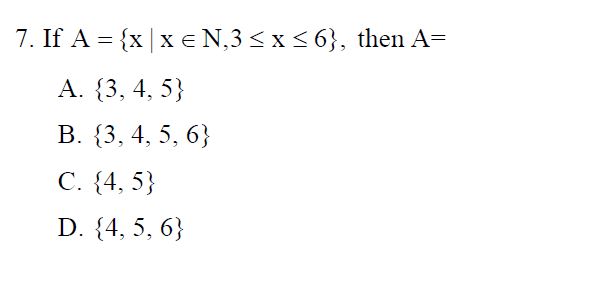 7. If A = {x | x ∈ N,3 ≤ x ≤ 6}, then A=
A. {3, 4, 5}
B. {3, 4, 5, 6}
C. {4, 5}
D. {4, 5, 6}